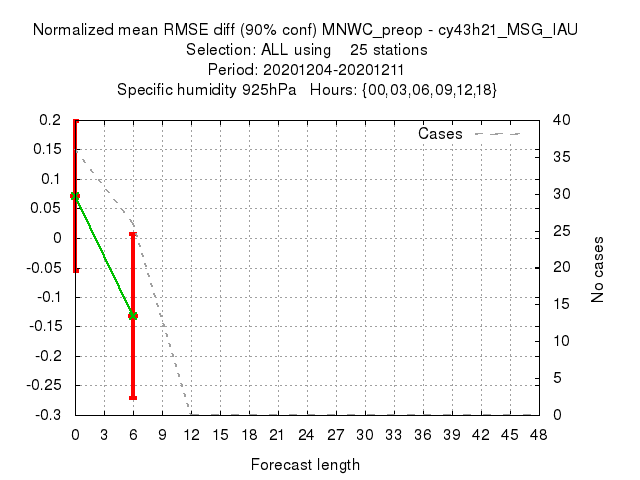 Normalized mean RMSE diff (90% conf) MNWC_preop - cy43h21_MSG_IAU
Selection: ALL using 25 stations
Period: 20201204-20201211
Specific humidity 925hPa Hours: {00,03,06,09,12,18}
Cases
0.2
0.15
0.1
0.05
0
-0.05
-0.1
-0.15
-0.2
-0.25
-0.3
40
35
30
25
20
15
10
5
0
No cases
0 3 6 9 12 15 18 21 24 27 30 33 36 39 42 45 48
Forecast length